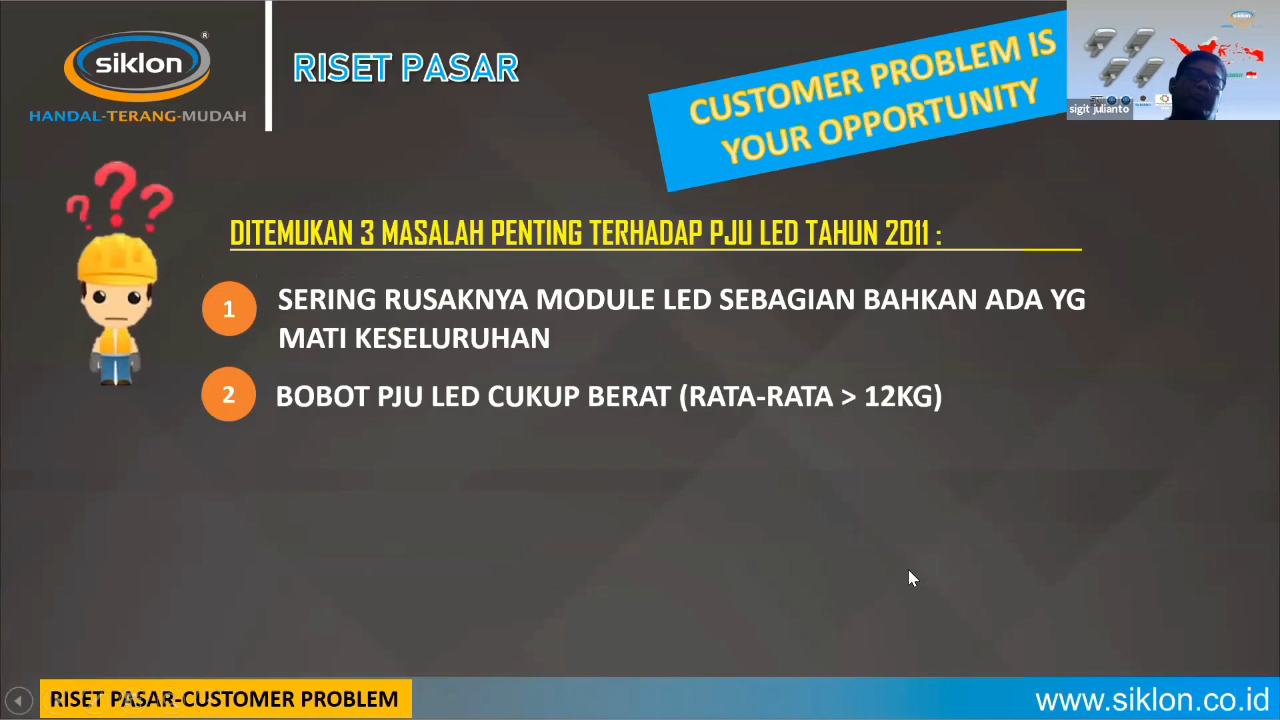 siklon®
HANDAL-TERANG-MUDAH
RISET PASAR
CUSTOMER PROBLEM IS
YOUR OPPORTUNITY
sigit julianto
DITEMUKAN 3 MASALAH PENTING TERHADAP PJU LED TAHUN 2011 :
1
SERING RUSAKNYA MODULE LED SEBAGIAN BAHKAN ADA YG
MATI KESELURUHAN
2
BOBOT PJU LED CUKUP BERAT (RATA-RATA > 12KG)
RISET PASAR-CUSTOMER PROBLEM
www.siklon.co.id